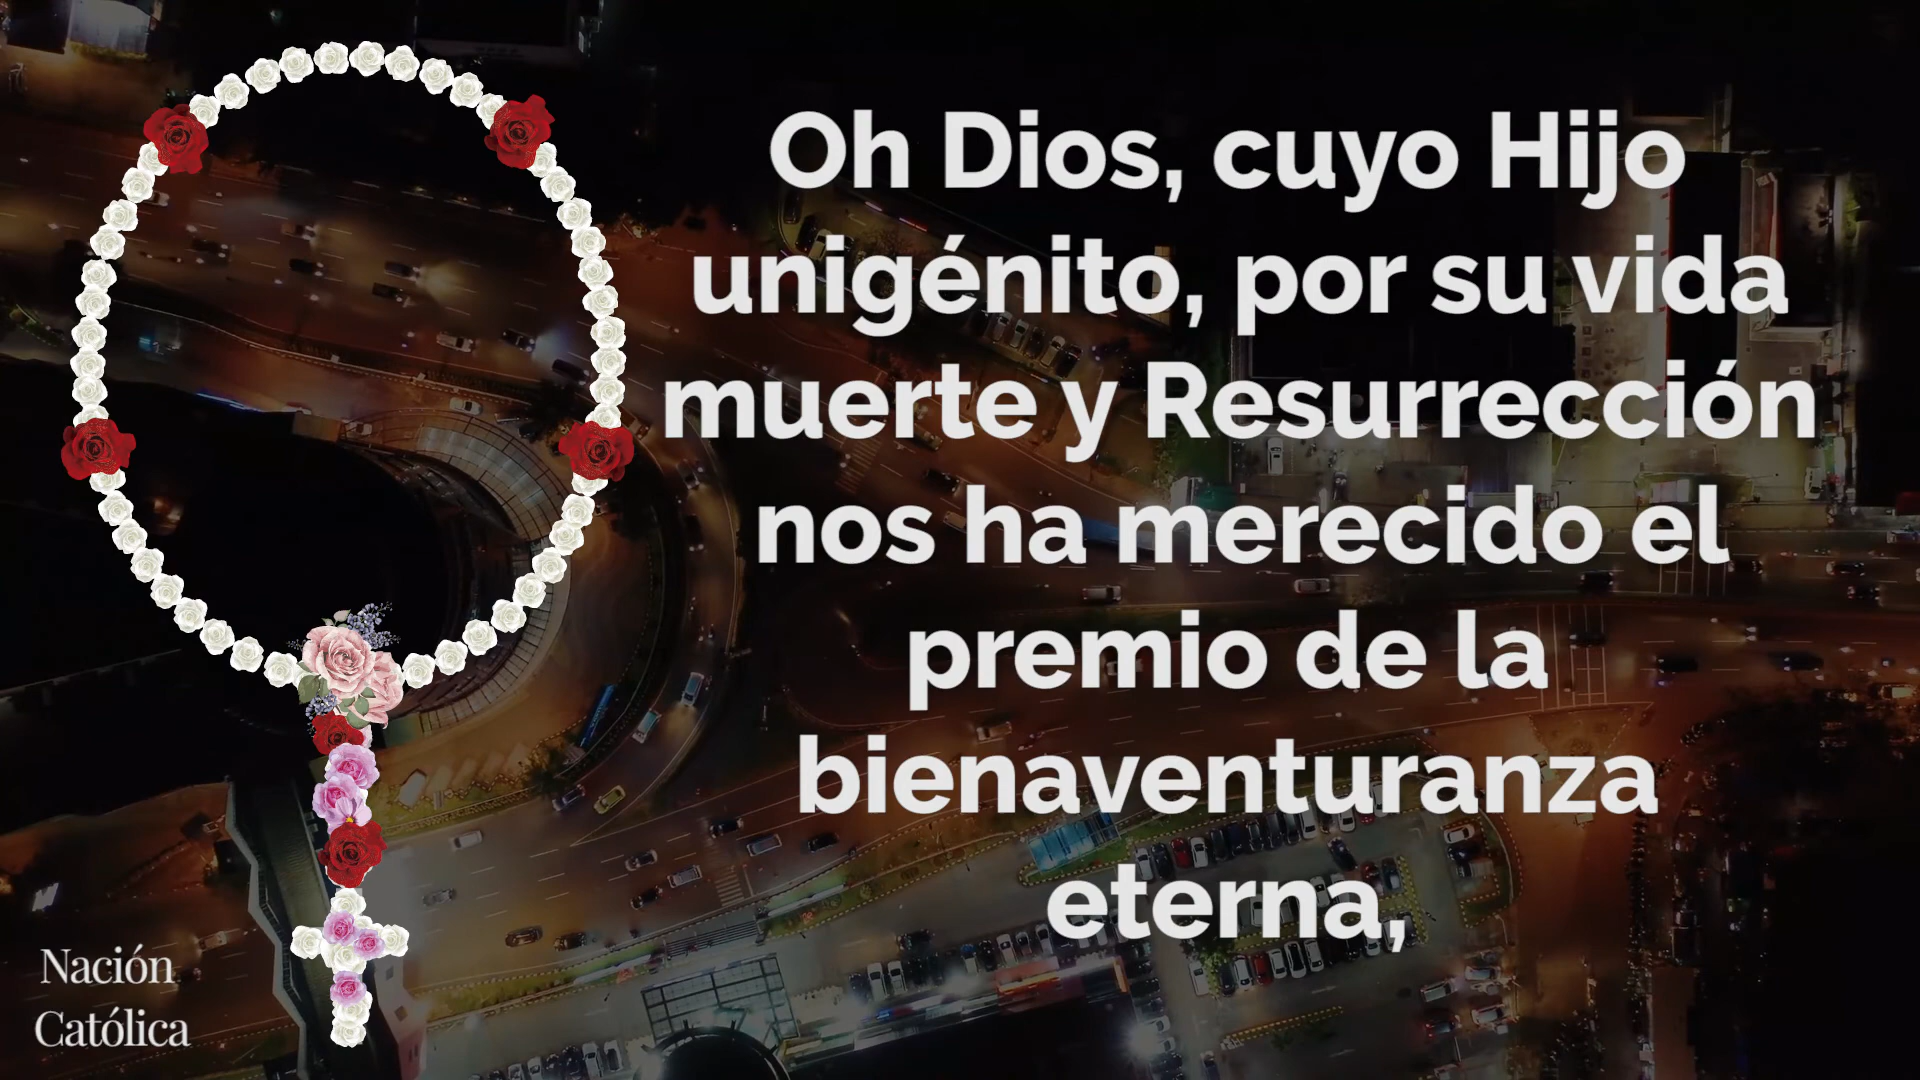 Oh Dios, cuyo Hijo
unigénito, por su vida
muerte y Resurrección
nos ha merecido el
premio de la
bienaventuranza
eterna,
Nación
Católica